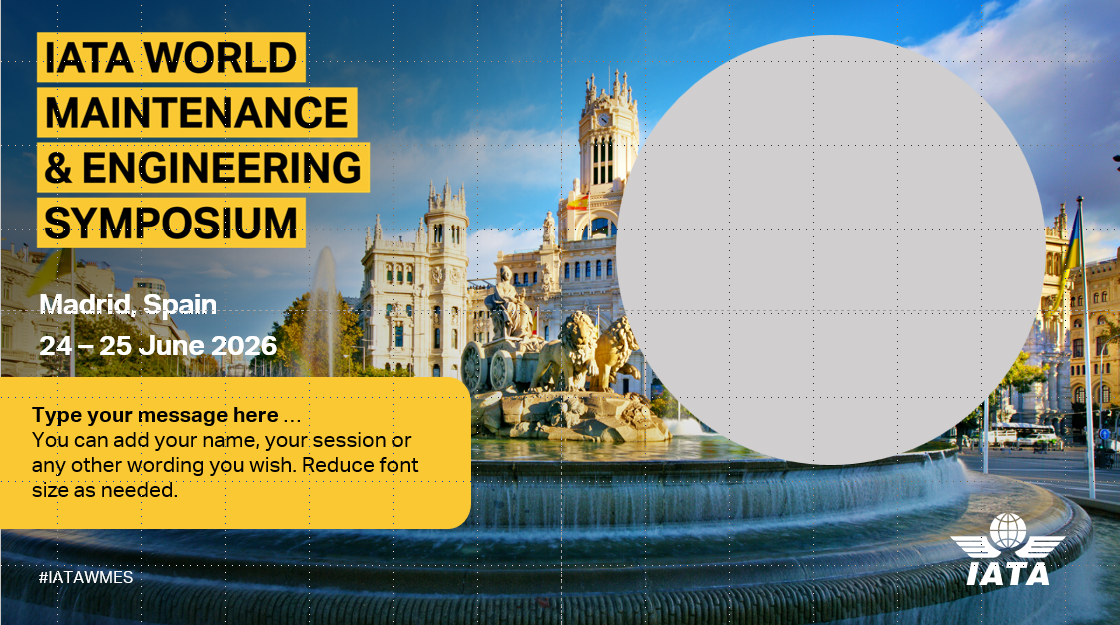 IATA WORLD
MAINTENANCE
& ENGINEERING
SYMPOSIUM
Madrid, Spain
24 – 25 June 2026
Type your message here …
You can add your name, your session or
any other wording you wish. Reduce font
size as needed.
#IATAWMES
IATA